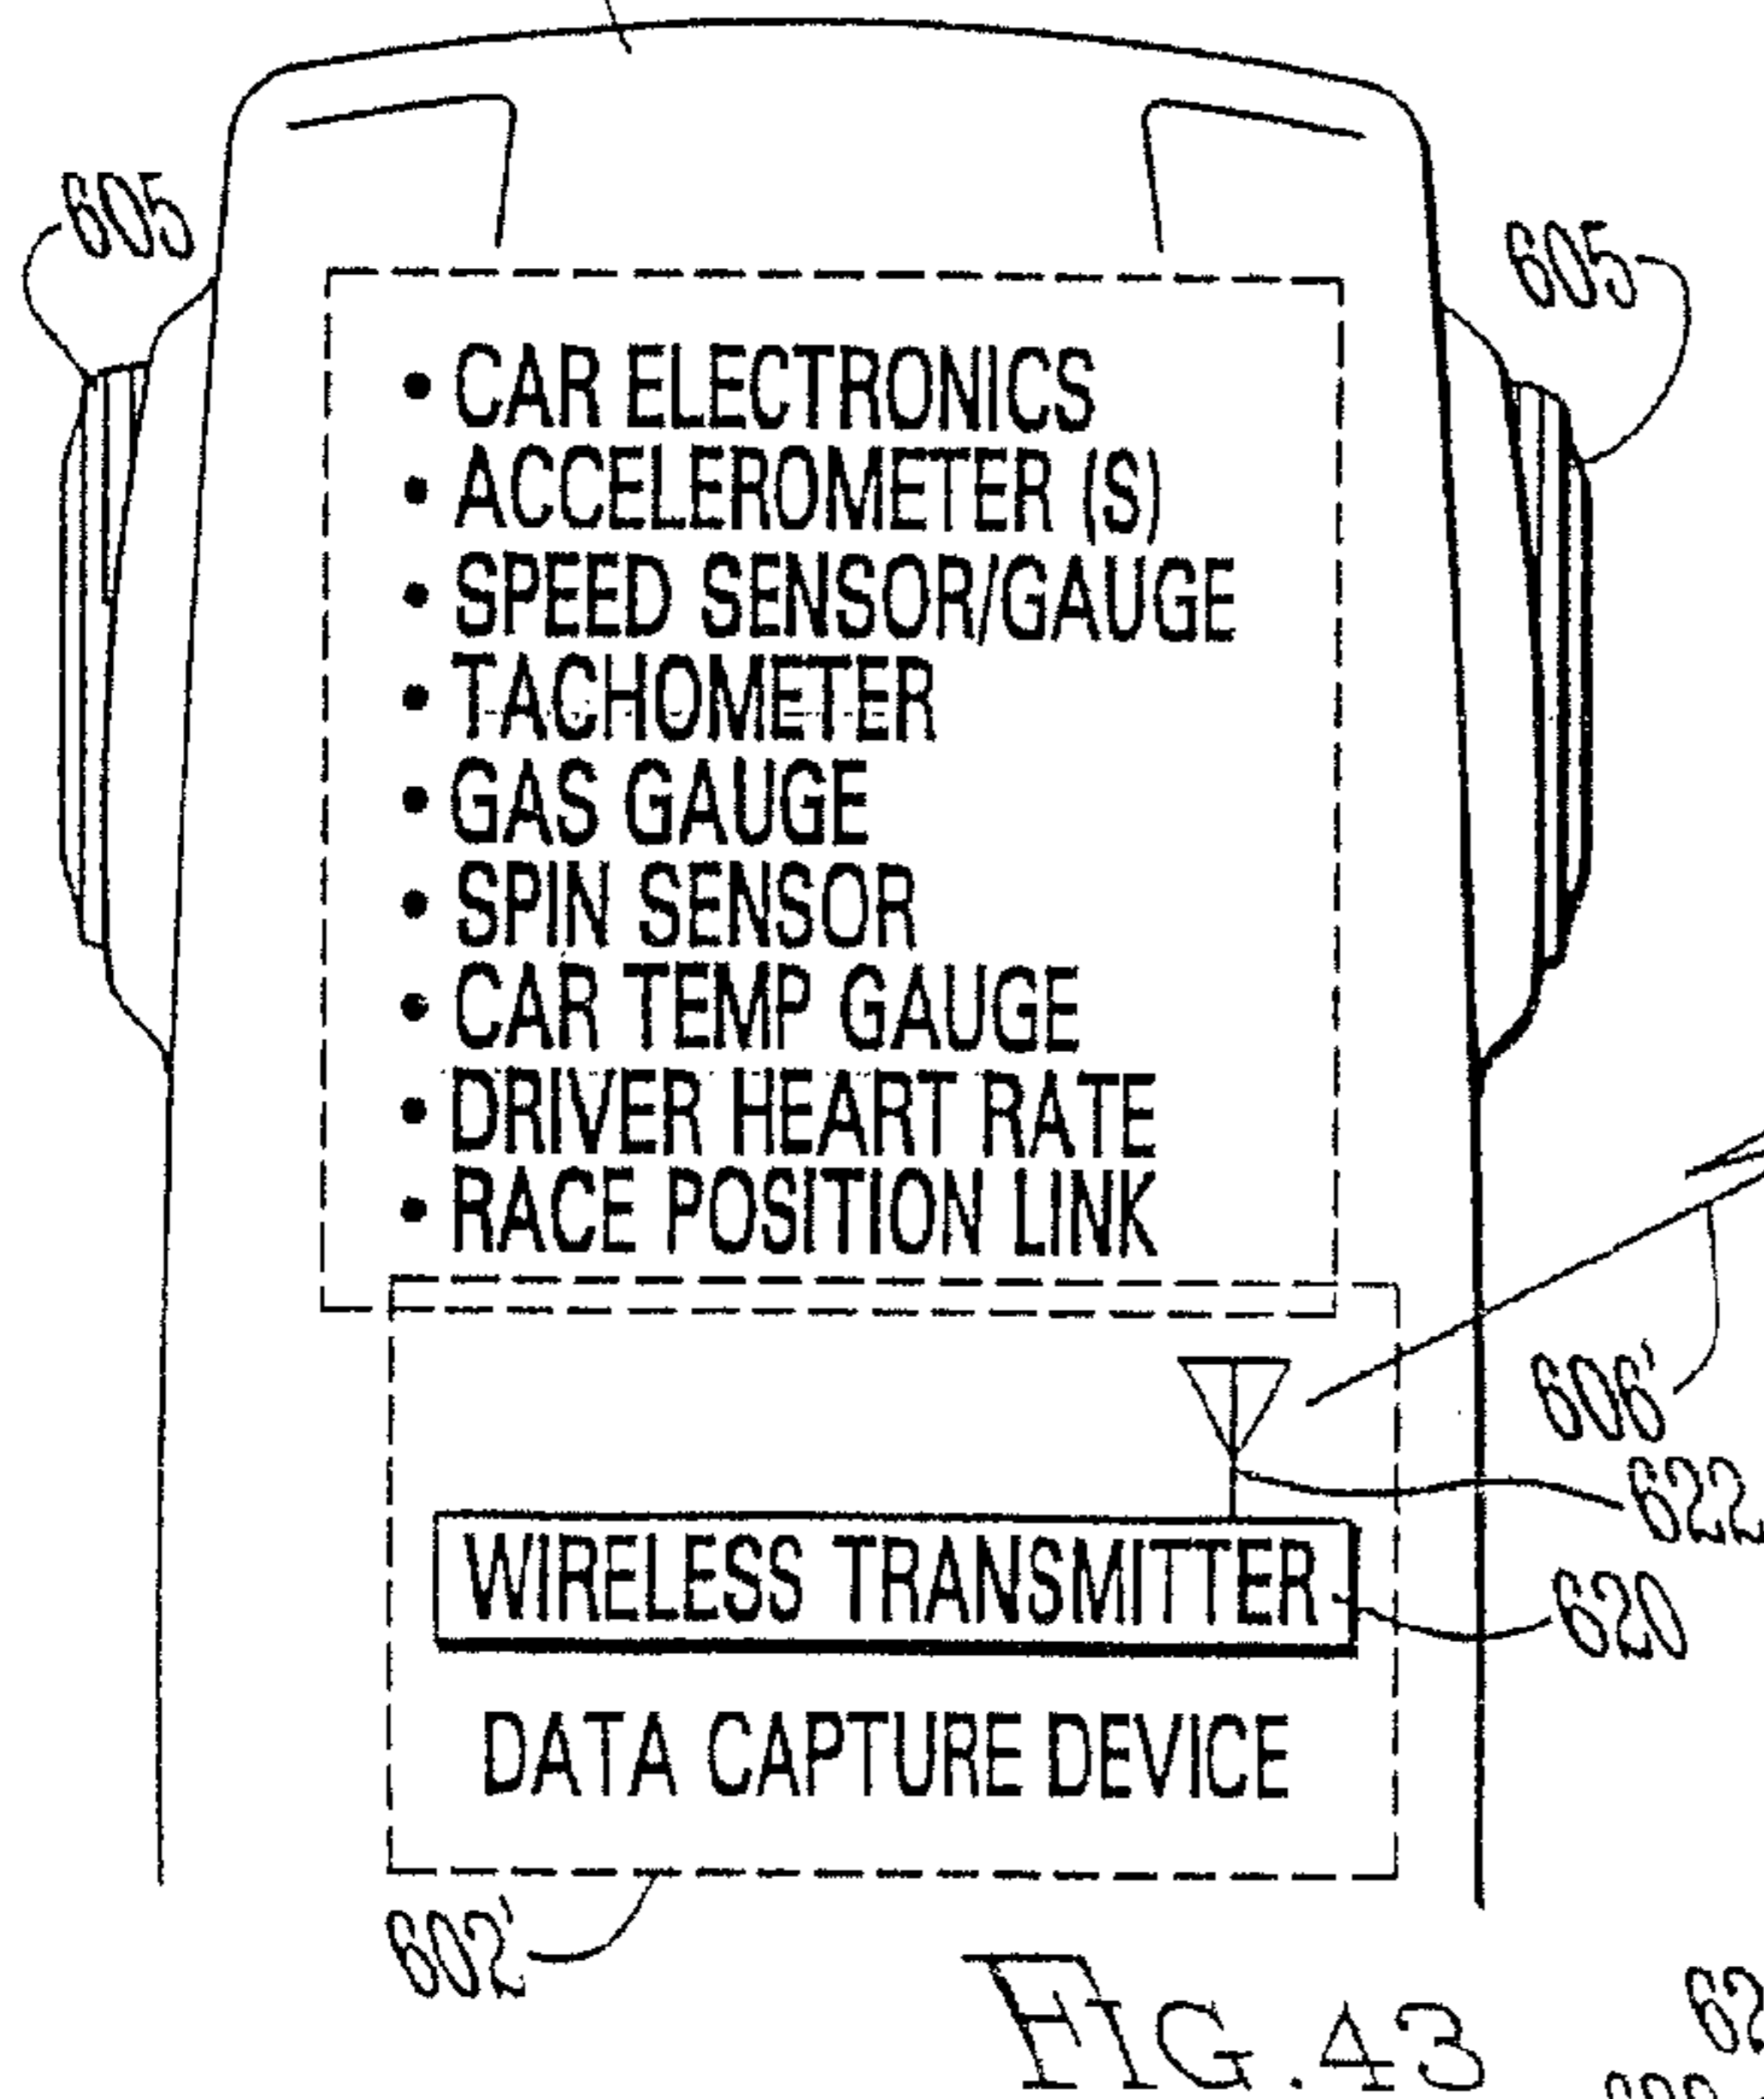 605
605
• CAR ELECTRONICS
• ACCELEROMETER (S)
• SPEED SENSOR/GAUGE
• TACHOMETER
• GAS GAUGE
• SPIN SENSOR
• CAR TEMP GAUGE
• DRIVER HEART RATE
• RACE POSITION LINK
606'
622
WIRELESS TRANSMITTER
620
DATA CAPTURE DEVICE
602'
FIG.43